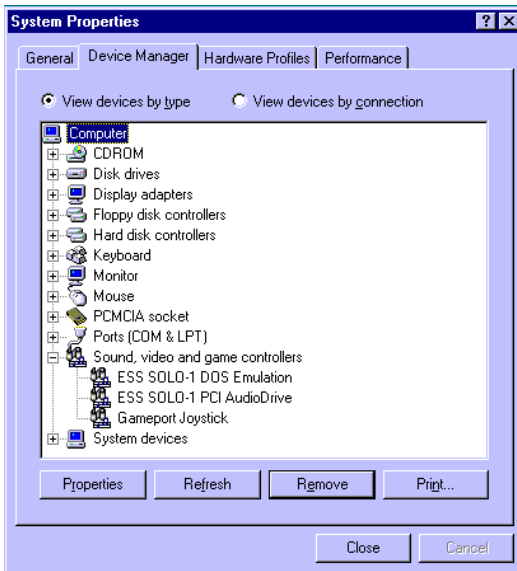 System Properties
General Device Manager Hardware Profiles Performance
View devices by type View devices by connection
Computer
CDROM
Disk drives
Display adapters
Floppy disk controllers
Hard disk controllers
Keyboard
Monitor
Mouse
PCMCIA socket
Ports (COM & LPT)
Sound, video and game controllers
ESS SOLO-1 DOS Emulation
ESS SOLO-1 PCI AudioDrive
Gameport Joystick
System devices
Properties Refresh Remove Print...
Close Cancel